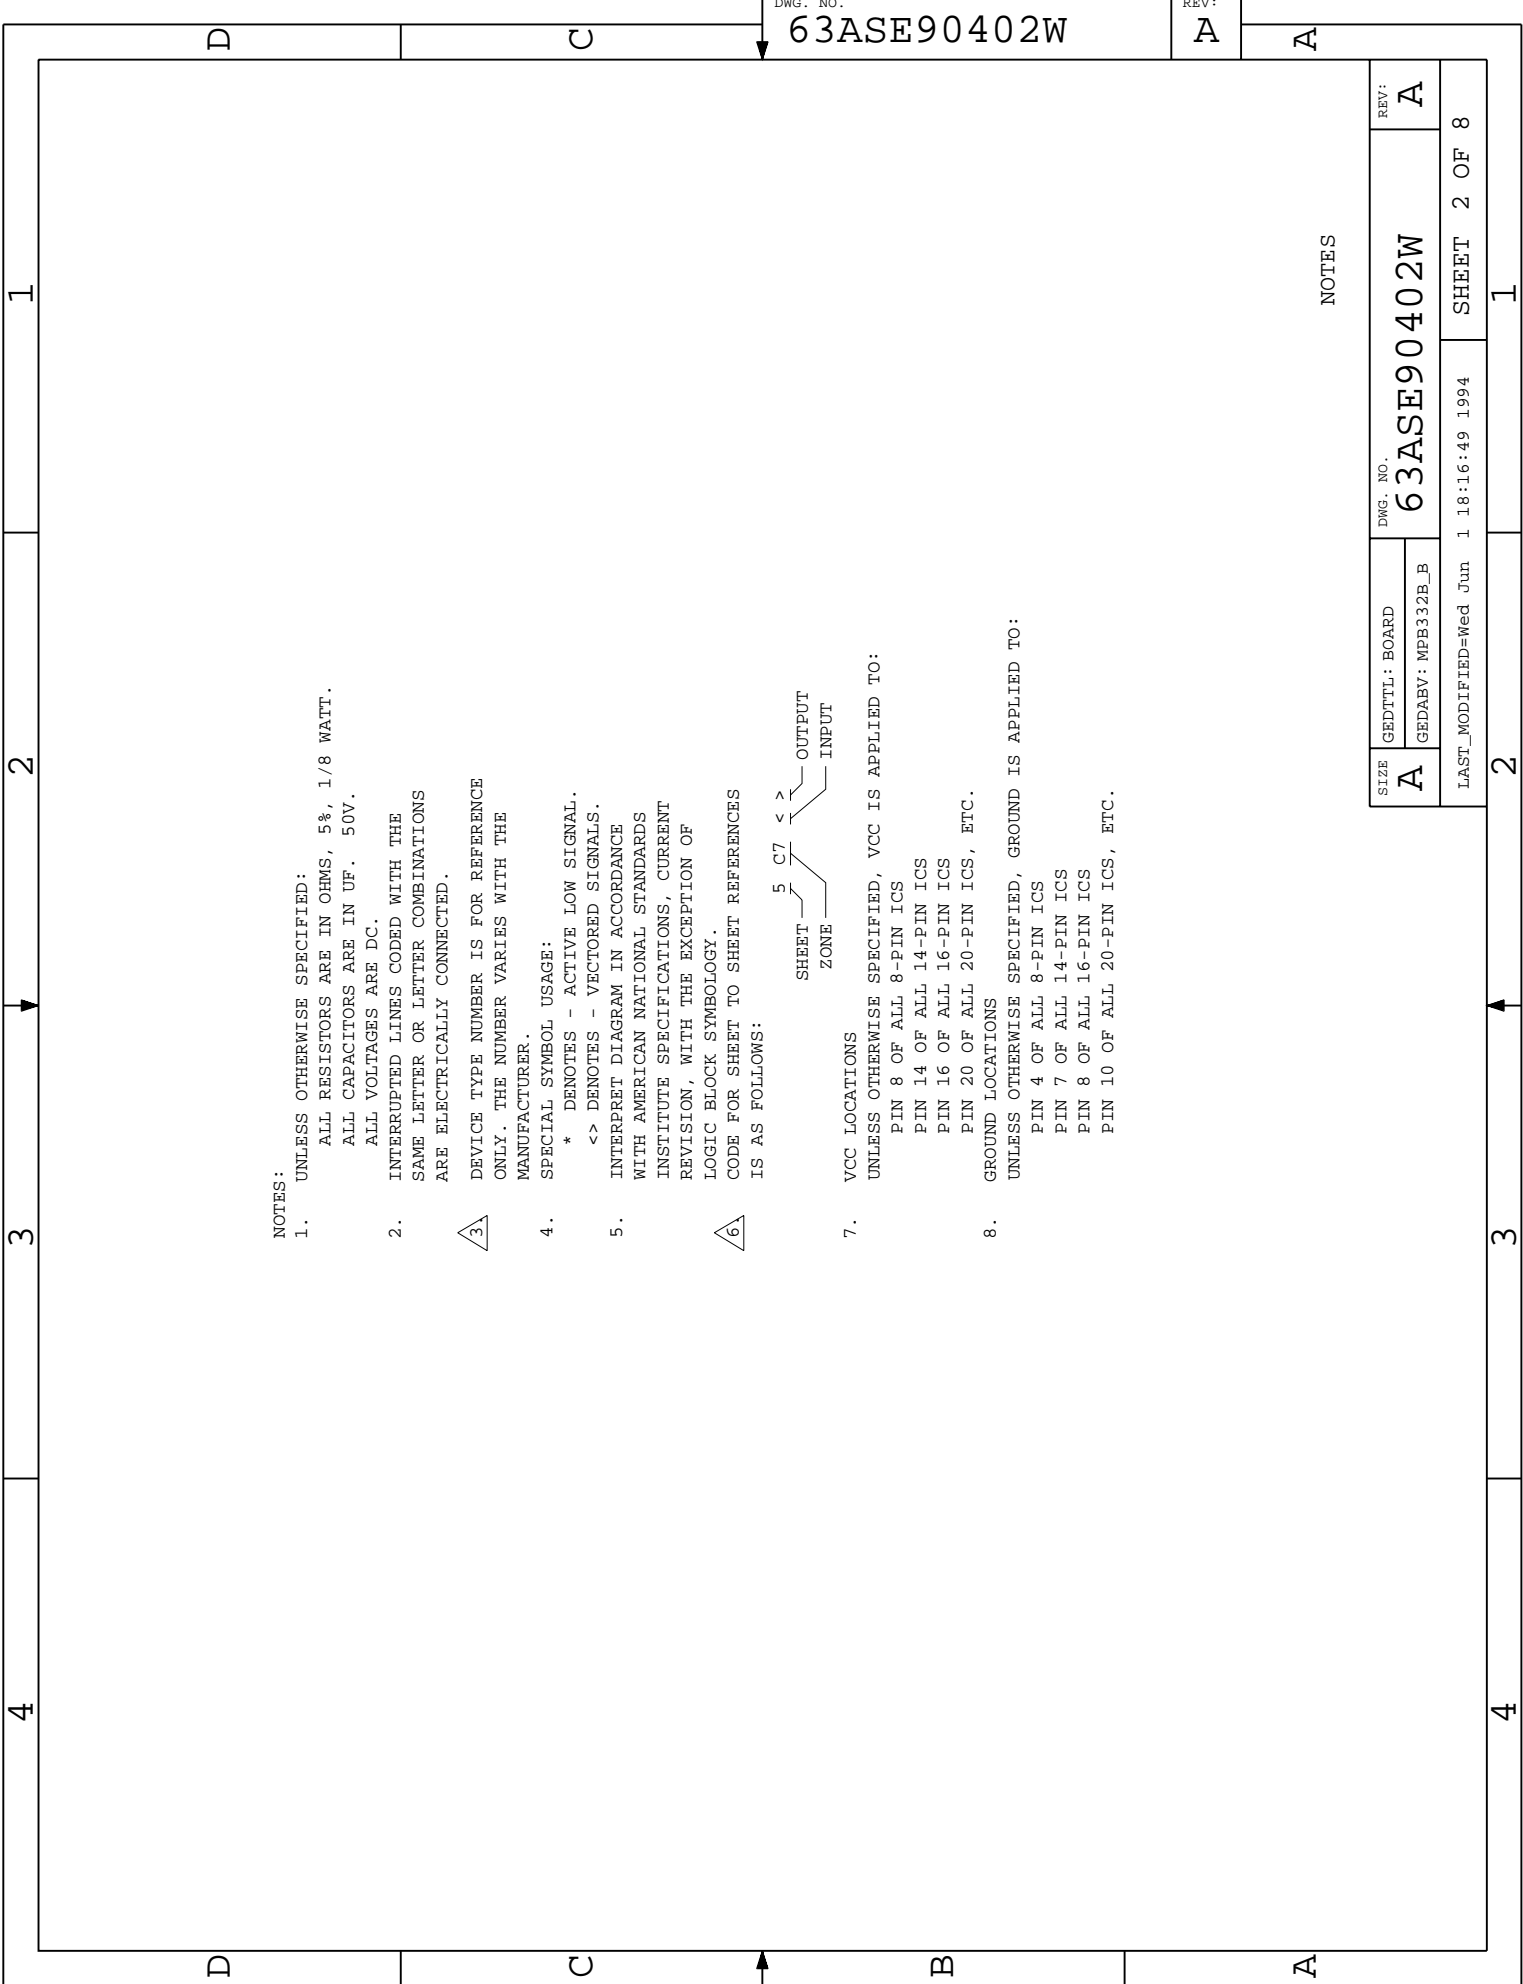 DWG. NO.
63ASE90402W
REV:
A
D
C
A
1
2
3
4
NOTES:
1. UNLESS OTHERWISE SPECIFIED:
ALL RESISTORS ARE IN OHMS, 5%, 1/8 WATT.
ALL CAPACITORS ARE IN UF. 50V.
ALL VOLTAGES ARE DC.
2. INTERRUPTED LINES CODED WITH THE
SAME LETTER OR LETTER COMBINATIONS
ARE ELECTRICALLY CONNECTED.
3. DEVICE TYPE NUMBER IS FOR REFERENCE
ONLY. THE NUMBER VARIES WITH THE
MANUFACTURER.
4. SPECIAL SYMBOL USAGE:
* DENOTES - ACTIVE LOW SIGNAL.
<> DENOTES - VECTORED SIGNALS.
5. INTERPRET DIAGRAM IN ACCORDANCE
WITH AMERICAN NATIONAL STANDARDS
INSTITUTE SPECIFICATIONS, CURRENT
REVISION, WITH THE EXCEPTION OF
LOGIC BLOCK SYMBOLOGY.
6. CODE FOR SHEET TO SHEET REFERENCES
IS AS FOLLOWS:
5 C7 < >
SHEET OUTPUT
ZONE INPUT
7. VCC LOCATIONS
UNLESS OTHERWISE SPECIFIED, VCC IS APPLIED TO:
PIN 8 OF ALL 8-PIN ICS
PIN 14 OF ALL 14-PIN ICS
PIN 16 OF ALL 16-PIN ICS
PIN 20 OF ALL 20-PIN ICS, ETC.
8. GROUND LOCATIONS
UNLESS OTHERWISE SPECIFIED, GROUND IS APPLIED TO:
PIN 4 OF ALL 8-PIN ICS
PIN 7 OF ALL 14-PIN ICS
PIN 8 OF ALL 16-PIN ICS
PIN 10 OF ALL 20-PIN ICS, ETC.
NOTES
SIZE
A
GEDTTL: BOARD
GEDABV: MPB332B_B
DWG. NO.
63ASE90402W
REV:
A
LAST_MODIFIED=Wed Jun 1 18:16:49 1994
SHEET 2 OF 8
4
3
2
1
D
C
B
A